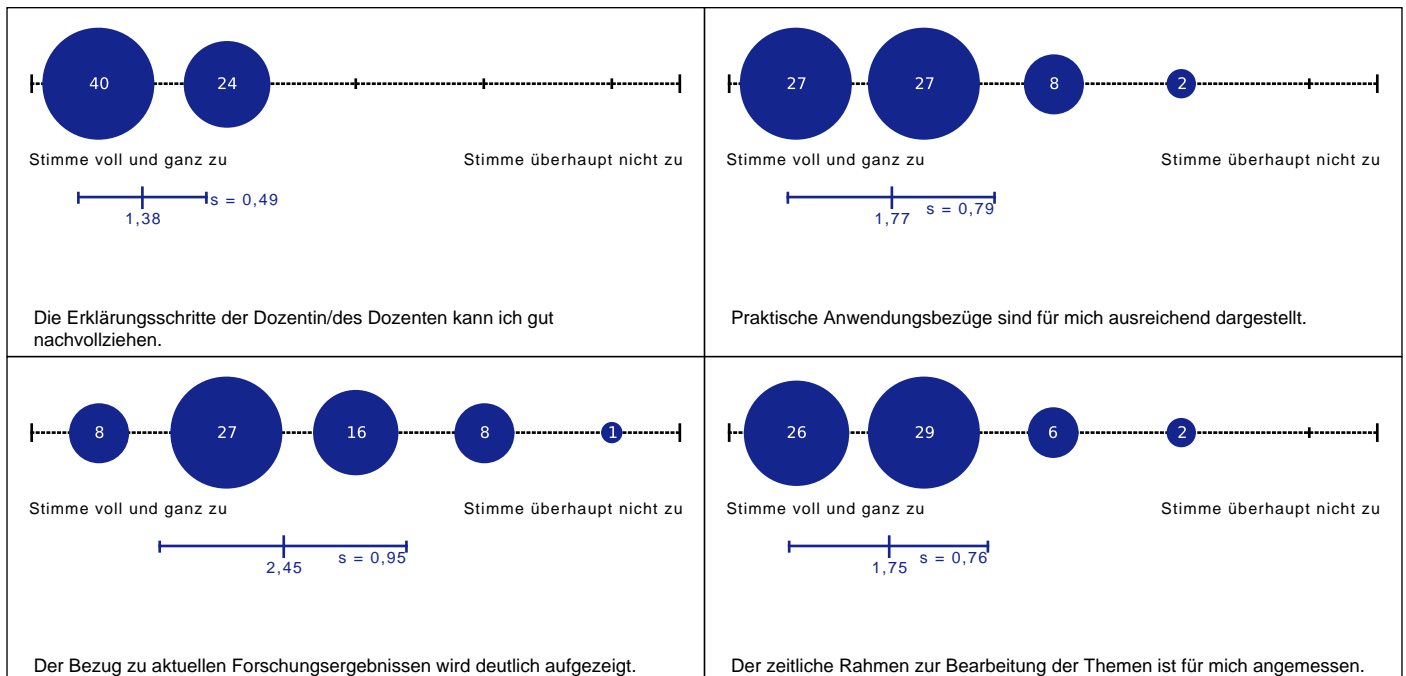 40 24
Stimme voll und ganz zu Stimme überhaupt nicht zu
s = 0,49
1,38
Die Erklärungsschritte der Dozentin/des Dozenten kann ich gut
nachvollziehen.
27 27 8 2
Stimme voll und ganz zu Stimme überhaupt nicht zu
s = 0,79
1,77
Praktische Anwendungsbezüge sind für mich ausreichend dargestellt.
8 27 16 8 1
Stimme voll und ganz zu Stimme überhaupt nicht zu
s = 0,95
2,45
Der Bezug zu aktuellen Forschungsergebnissen wird deutlich aufgezeigt.
26 29 6 2
Stimme voll und ganz zu Stimme überhaupt nicht zu
s = 0,76
1,75
Der zeitliche Rahmen zur Bearbeitung der Themen ist für mich angemessen.